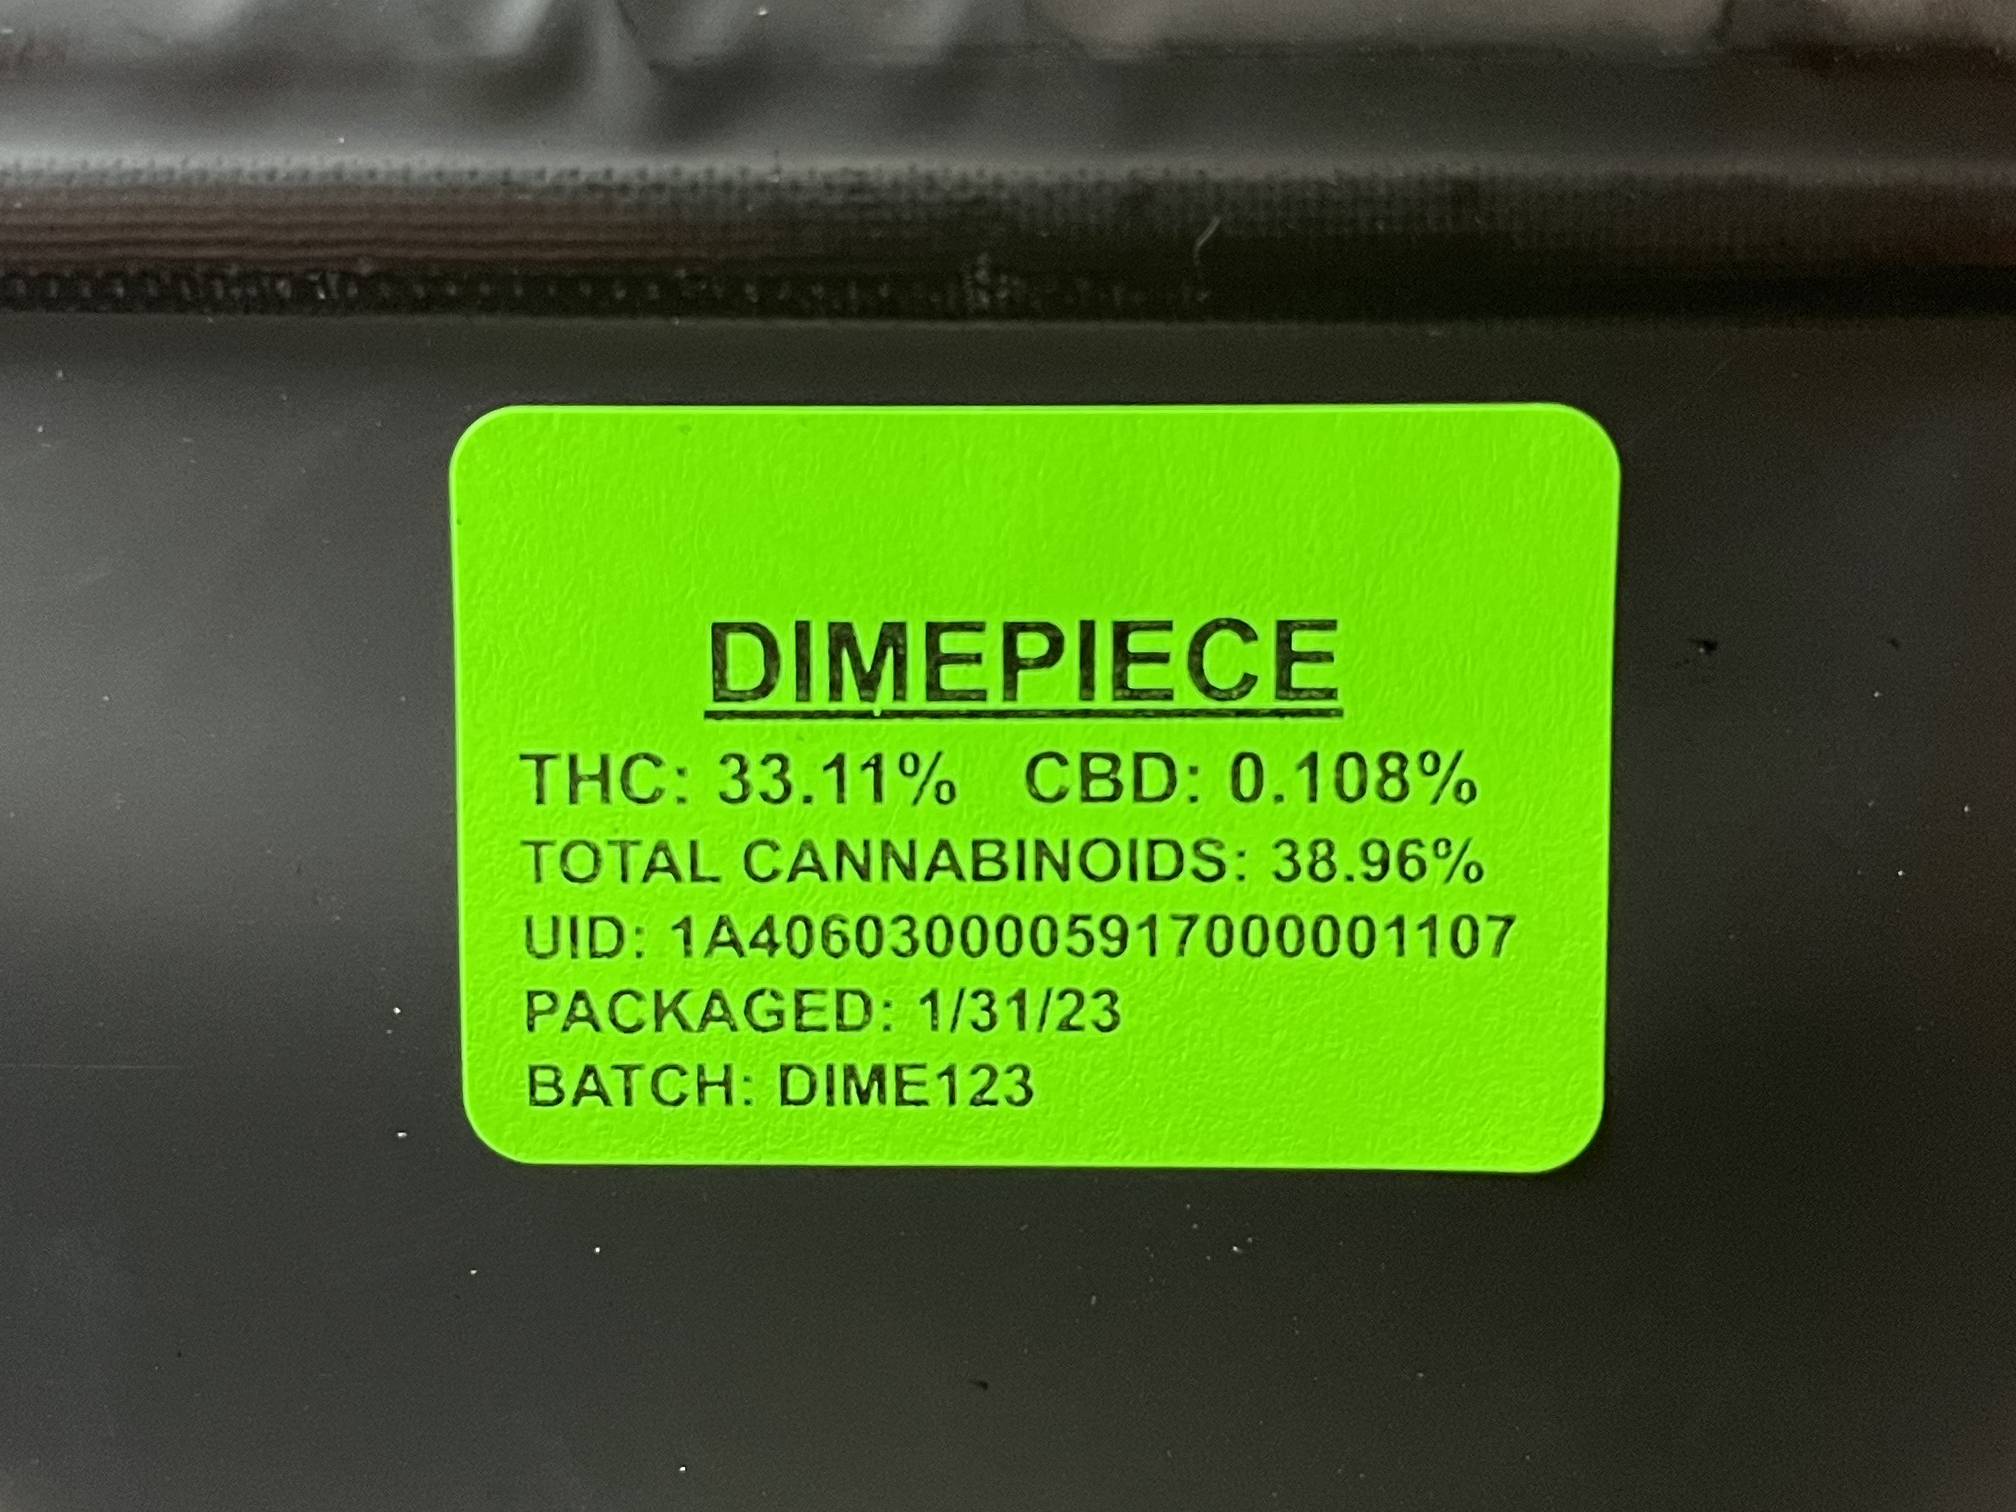 DIMEPIECE
THC: 33.11% CBD: 0.108%
TOTAL CANNABINOIDS: 38.96%
UID: 1A4060300005917000001107
PACKAGED: 1/31/23
BATCH: DIME123